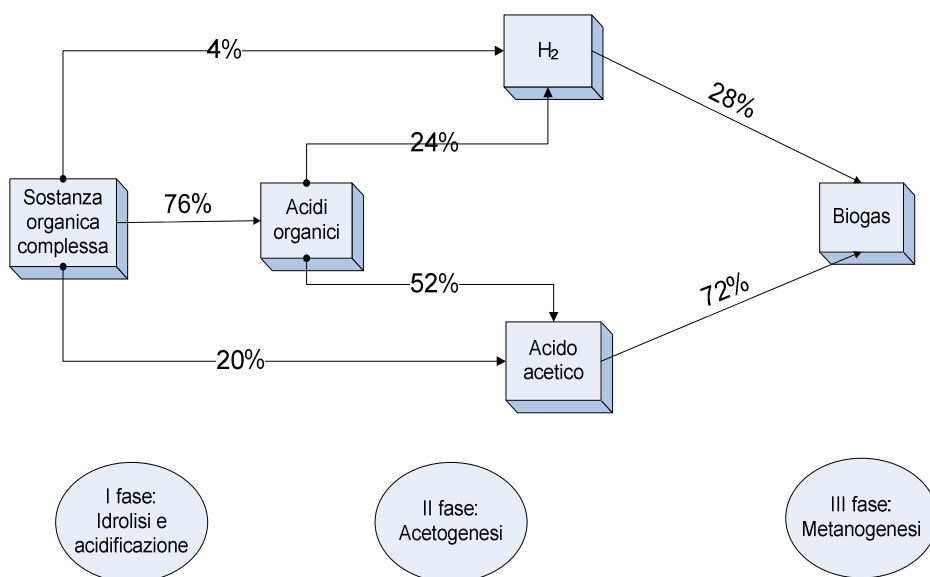 4%
H₂
28%
24%
Sostanza
organica
complessa
76%
Acidi
organici
Biogas
52%
72%
20%
Acido
acetico
I fase:
Idrolisi e
acidificazione
II fase:
Acetogenesi
III fase:
Metanogenesi